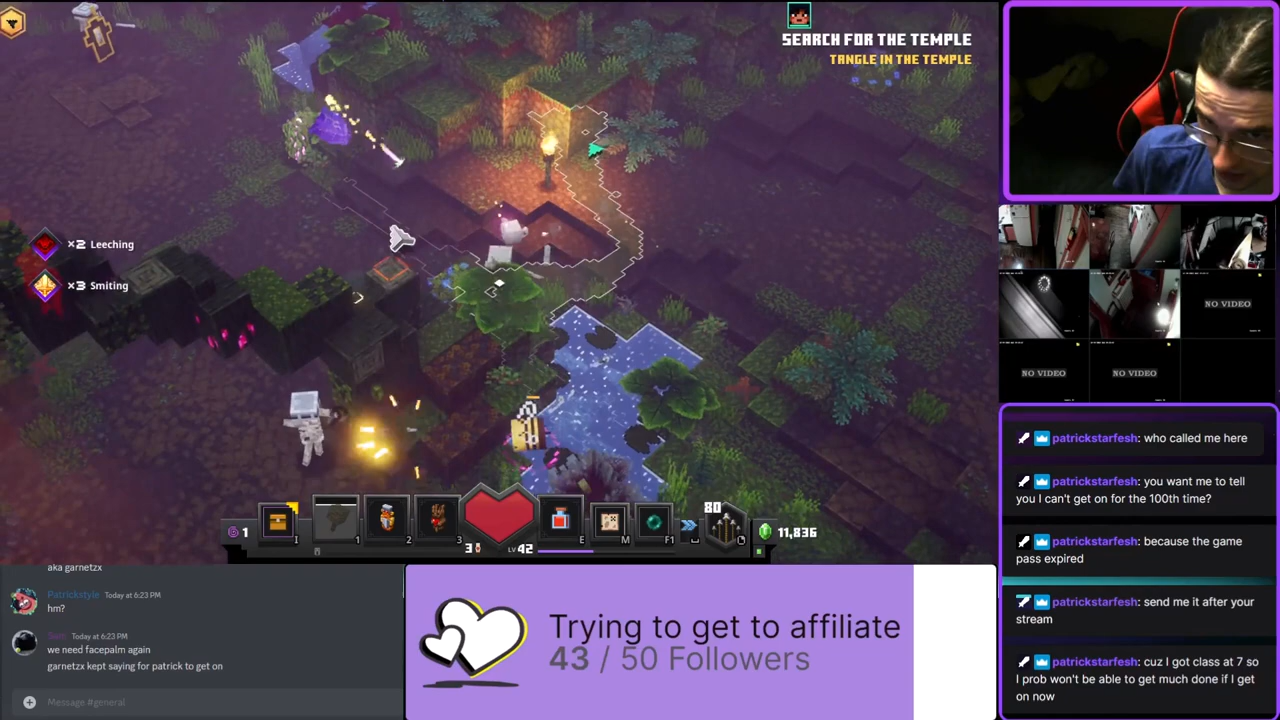 SEARCH FOR THE TEMPLE
TANGLE IN THE TEMPLE
×2 Leeching
×3 Smiting
1
I
1
2
3
3
LV 42
E
M
F1
80
11,836
NO VIDEO
NO VIDEO
NO VIDEO
patrickstarfesh: who called me here
patrickstarfesh: you want me to tell
you I can't get on for the 100th time?
patrickstarfesh: because the game
pass expired
patrickstarfesh: send me it after your
stream
patrickstarfesh: cuz I got class at 7 so
I prob won't be able to get much done if I get
on now
aka garnetzx
Patrickstyle Today at 6:23 PM
hm?
Sam Today at 6:23 PM
we need facepalm again
garnetzx kept saying for patrick to get on
Message #general
Trying to get to affiliate
43 / 50 Followers